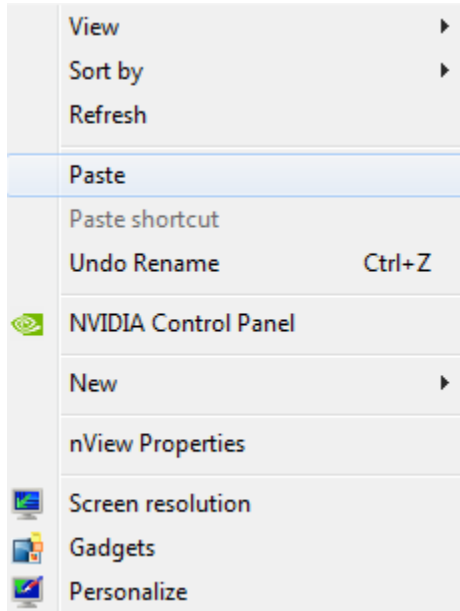 View
Sort by
Refresh
Paste
Paste shortcut
Undo Rename Ctrl+Z
NVIDIA Control Panel
New
nView Properties
Screen resolution
Gadgets
Personalize